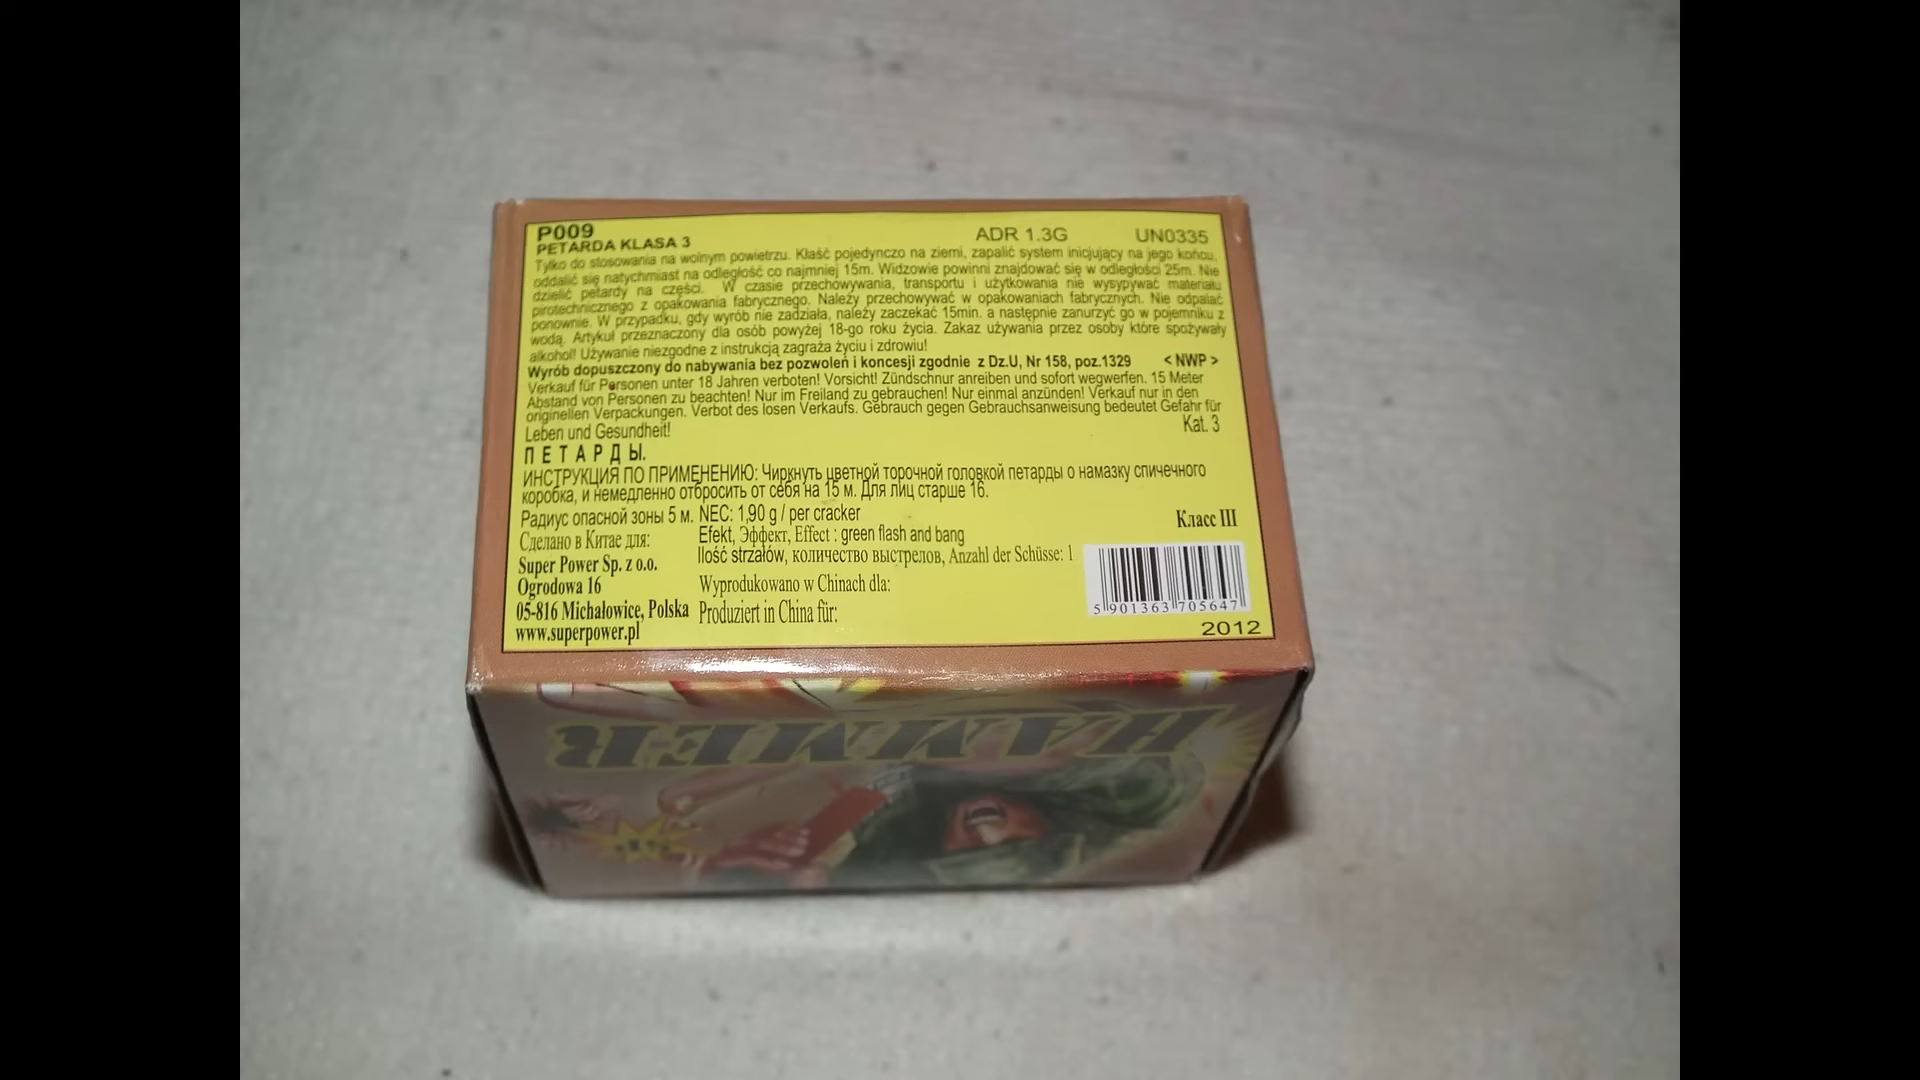 P009
ADR 1.3G UN0335
PETARDA KLASA 3
Tylko do stosowania na wolnym powietrzu. Kłaść pojedynczo na ziemi, zapalić system inicjujący na jego końcu,
oddalić się natychmiast na odległość co najmniej 15m. Widzowie powinni znajdować się w odległości 25m. Nie
dzielić petardy na części. W czasie przechowywania, transportu i użytkowania nie wysypywać materiału
pirotechnicznego z opakowania fabrycznego. Należy przechowywać w opakowaniach fabrycznych. Nie odpalać
ponownie. W przypadku, gdy wyrób nie zadziała, należy zaczekać 15min. a następnie zanurzyć go w pojemniku z
wodą. Artykuł przeznaczony dla osób powyżej 18-go roku życia. Zakaz używania przez osoby które spożywały
alkohol! Używanie niezgodne z instrukcją zagraża życiu i zdrowiu!
Wyrób dopuszczony do nabywania bez pozwoleń i koncesji zgodnie z Dz.U, Nr 158, poz.1329 < NWP >
Verkauf für Personen unter 18 Jahren verboten! Vorsicht! Zündschnur anreiben und sofort wegwerfen. 15 Meter
Abstand von Personen zu beachten! Nur im Freiland zu gebrauchen! Nur einmal anzünden! Verkauf nur in den
originellen Verpackungen. Verbot des losen Verkaufs. Gebrauch gegen Gebrauchsanweisung bedeutet Gefahr für
Leben und Gesundheit! Kat. 3
ПЕТАРДЫ.
ИНСТРУКЦИЯ ПО ПРИМЕНЕНИЮ: Чиркнуть цветной торочной головкой петарды о намазку спичечного
коробка, и немедленно отбросить от себя на 15 м. Для лиц старше 16.
Радиус опасной зоны 5 м. NEC: 1,90 g / per cracker
Класс III
Сделано в Китае для:
Efekt, Эффект, Effect : green flash and bang
Super Power Sp. z o.o.
Ilość strzałów, количество выстрелов, Anzahl der Schüsse: 1
Ogrodowa 16
Wyprodukowano w Chinach dla:
05-816 Michałowice, Polska
Produziert in China für:
www.superpower.pl
5 901363 705647
2012
HAMMER